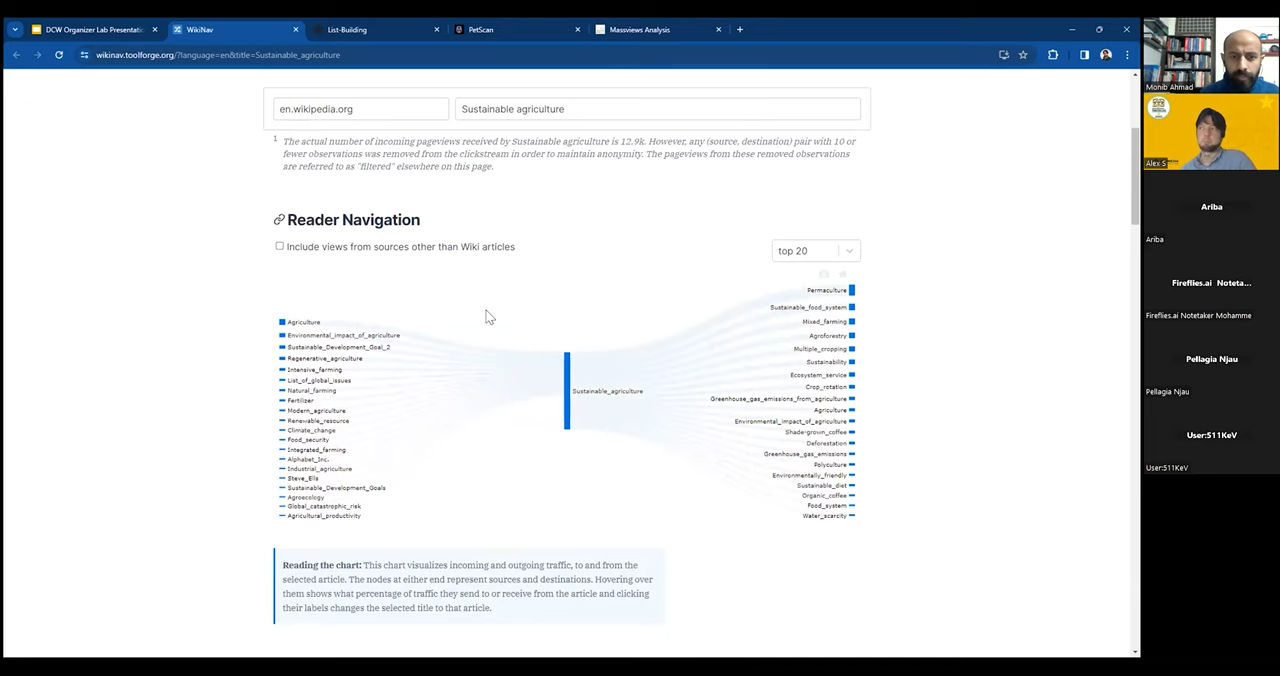 DCW Organizer Lab Presentatio
WikiNav
List-Building
PetScan
Massviews Analysis
wikinav.toolforge.org/?language=en&title=Sustainable_agriculture
en.wikipedia.org
Sustainable agriculture
1 The actual number of incoming pageviews received by Sustainable agriculture is 12.9k. However, any (source, destination) pair with 10 or
fewer observations was removed from the clickstream in order to maintain anonymity. The pageviews from these removed observations
are referred to as "filtered" elsewhere on this page.
Reader Navigation
Include views from sources other than Wiki articles
top 20
Agriculture
Environmental_impact_of_agriculture
Sustainable_Development_Goal_2
Regenerative_agriculture
Intensive_farming
List_of_global_issues
Natural_farming
Fertilizer
Modern_agriculture
Renewable_resource
Climate_change
Food_security
Integrated_farming
Alphabet_Inc.
Industrial_agriculture
Steve_Ells
Sustainable_Development_Goals
Agroecology
Global_catastrophic_risk
Agricultural_productivity
Sustainable_agriculture
Permaculture
Sustainable_food_system
Mixed_farming
Agroforestry
Multiple_cropping
Sustainability
Ecosystem_service
Crop_rotation
Greenhouse_gas_emissions_from_agriculture
Agriculture
Environmental_impact_of_agriculture
Shade-grown_coffee
Deforestation
Greenhouse_gas_emissions
Polyculture
Environmentally_friendly
Sustainable_diet
Organic_coffee
Food_system
Water_scarcity
Reading the chart: This chart visualizes incoming and outgoing traffic, to and from the
selected article. The nodes at either end represent sources and destinations. Hovering over
them shows what percentage of traffic they send to or receive from the article and clicking
their labels changes the selected title to that article.
Monib Ahmad
Alex S
Ariba
Ariba
Fireflies.ai Noteta...
Fireflies.ai Notetaker Mohamme
Pellagia Njau
Pellagia Njau
User:511KeV
User:511KeV